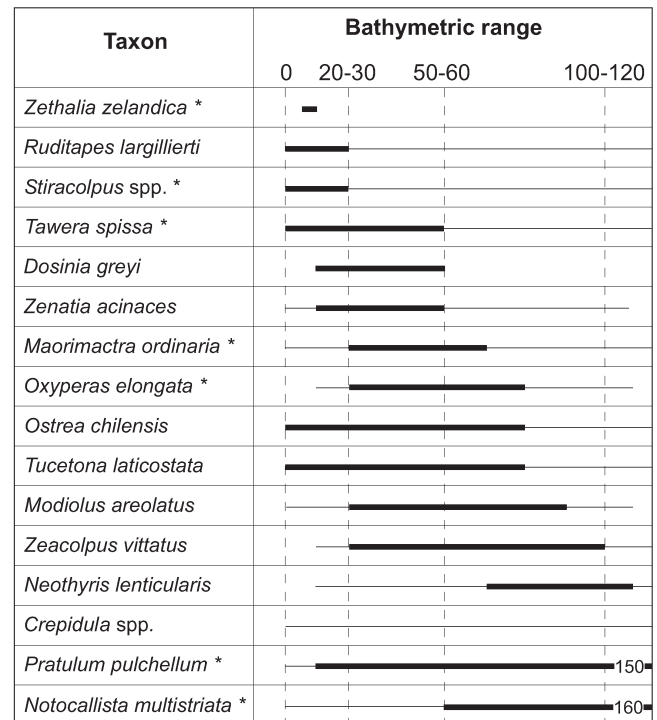 Taxon
Bathymetric range
0 20-30 50-60 100-120
Zethalia zelandica *
Ruditapes largillierti
Stiracolpus spp. *
Tawera spissa *
Dosinia greyi
Zenatia acinaces
Maorimactra ordinaria *
Oxyperas elongata *
Ostrea chilensis
Tucetona laticostata
Modiolus areolatus
Zeacolpus vittatus
Neothyris lenticularis
Crepidula spp.
Pratulum pulchellum * 150
Notocallista multistriata * 160